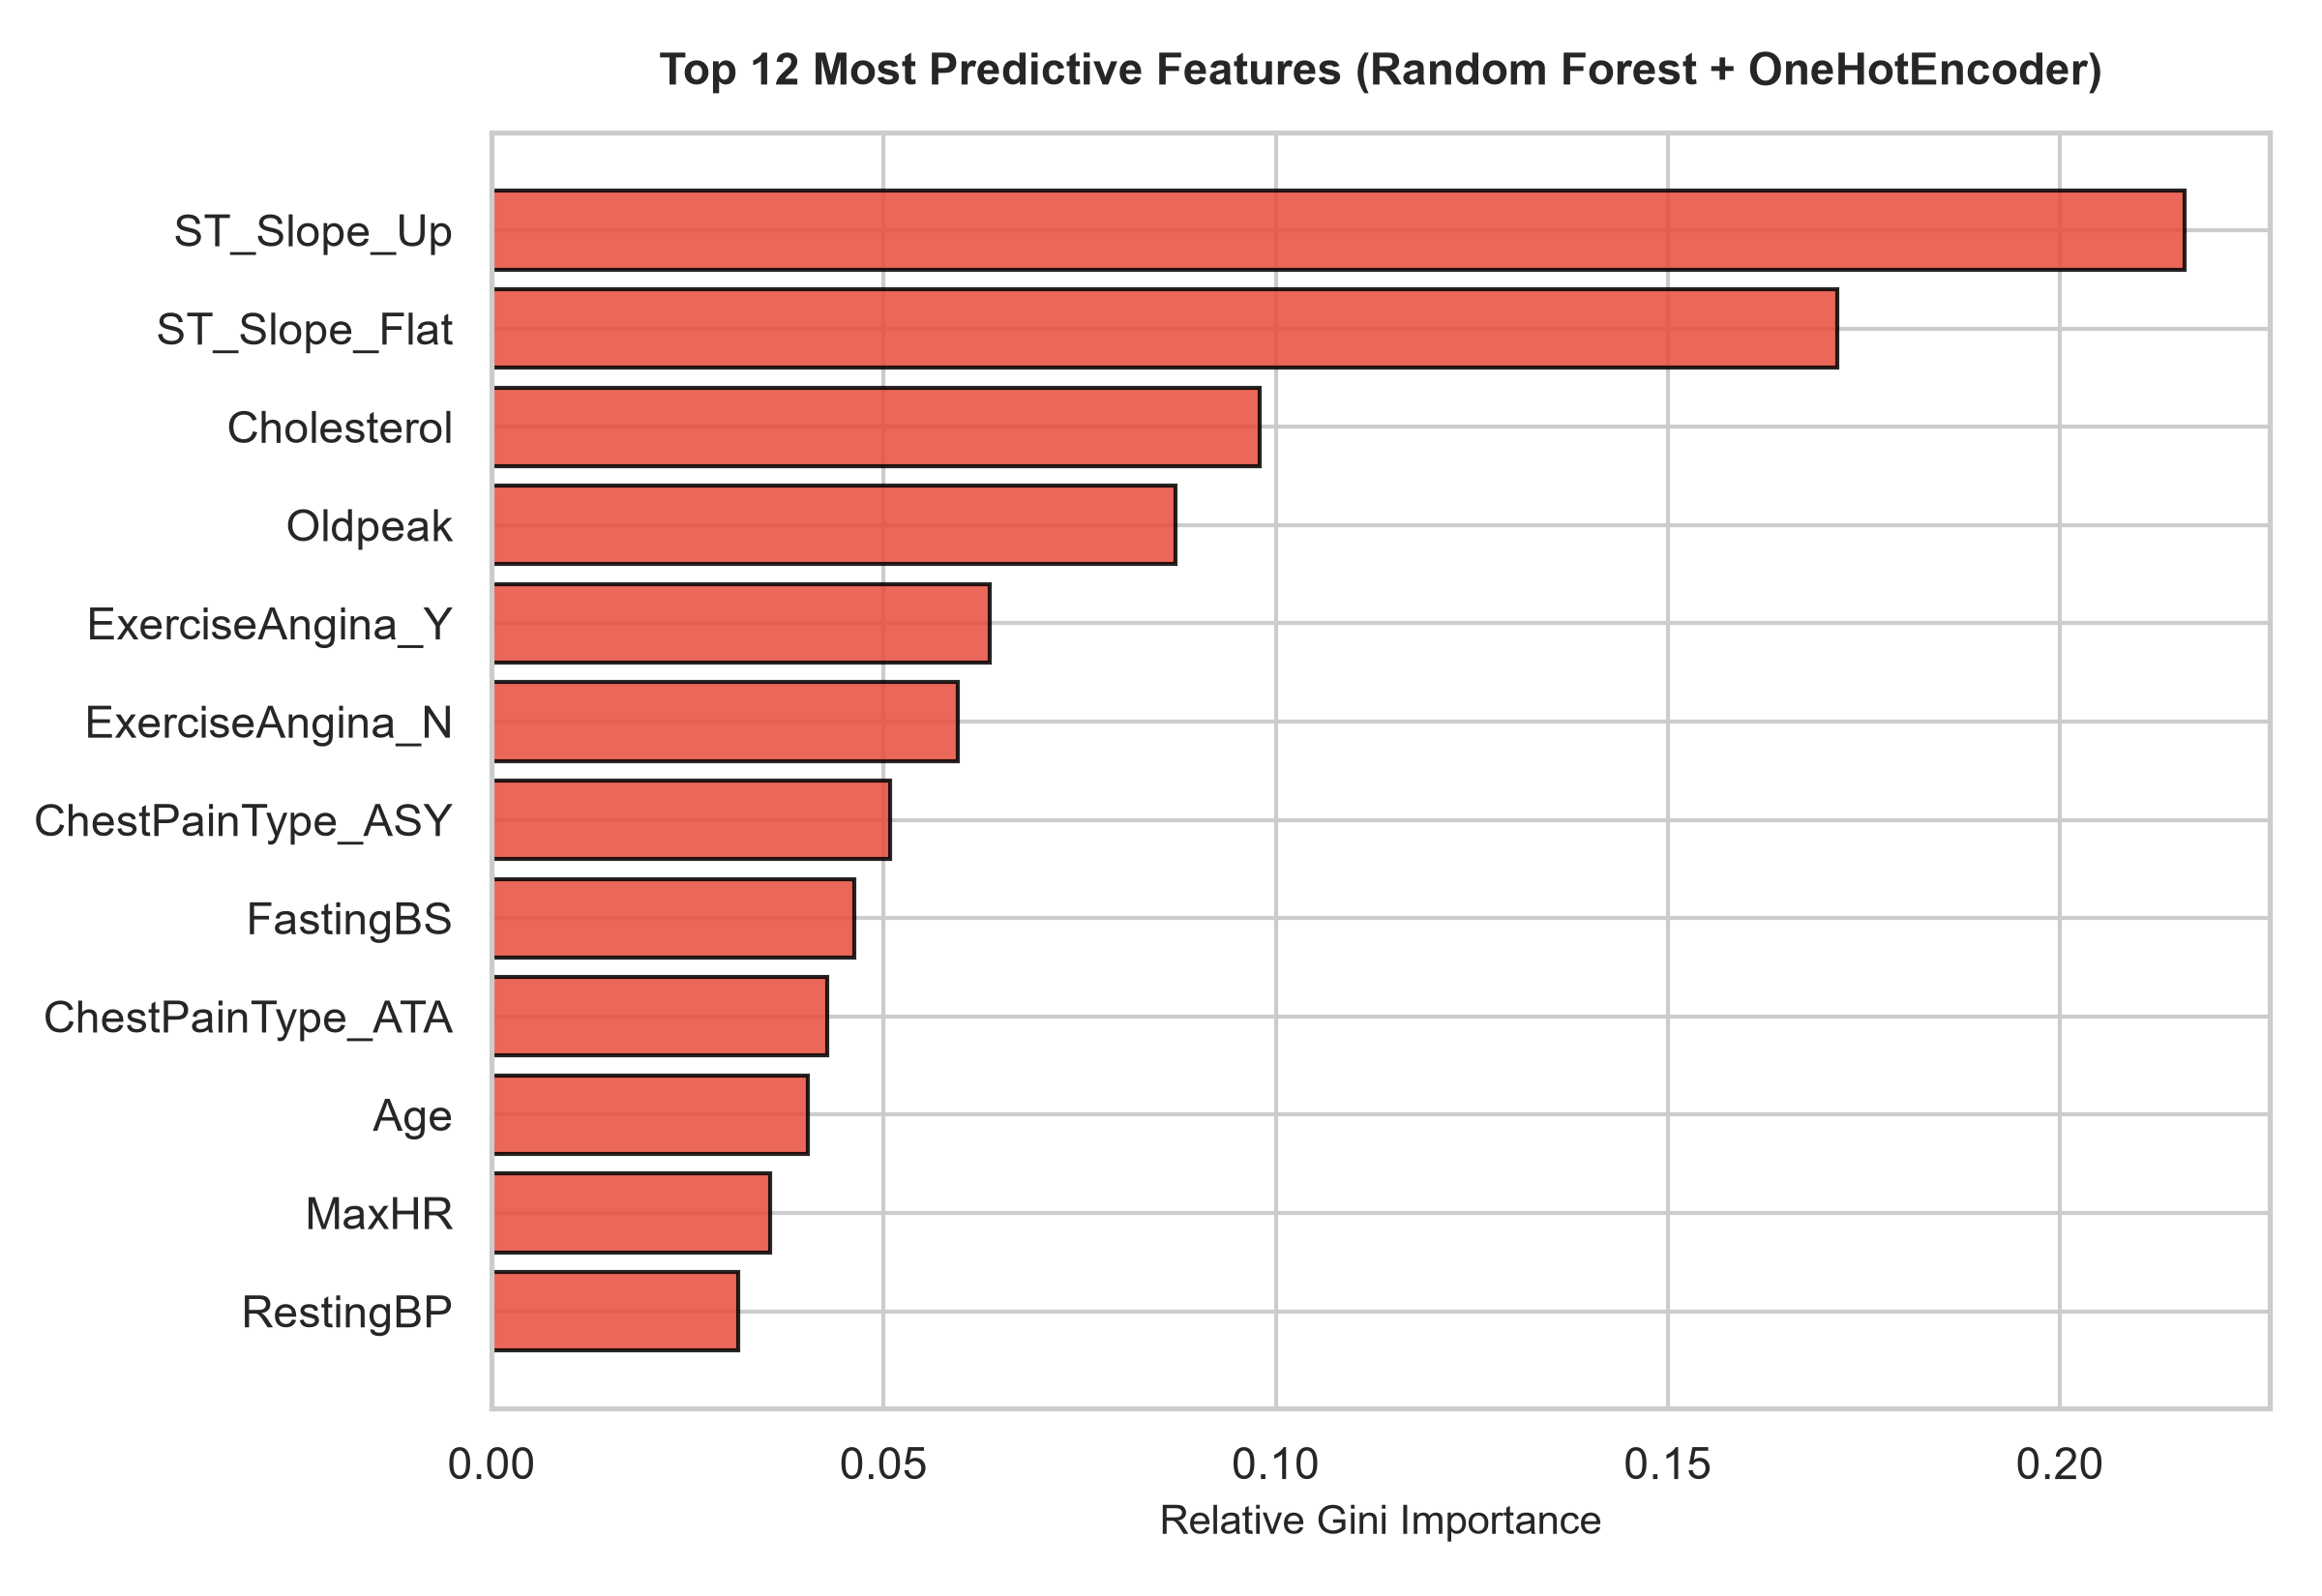 Top 12 Most Predictive Features (Random Forest + OneHotEncoder)
ST_Slope_Up
ST_Slope_Flat
Cholesterol
Oldpeak
ExerciseAngina_Y
ExerciseAngina_N
ChestPainType_ASY
FastingBS
ChestPainType_ATA
Age
MaxHR
RestingBP
0.00 0.05 0.10 0.15 0.20
Relative Gini Importance